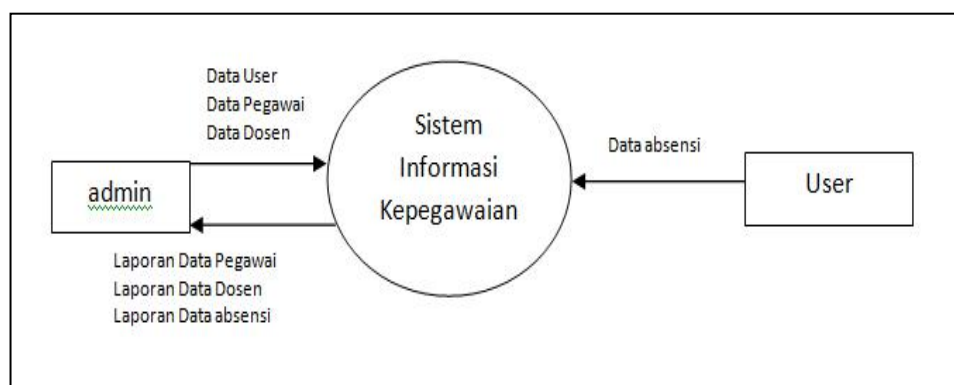 Data User
Data Pegawai
Data Dosen
admin
Laporan Data Pegawai
Laporan Data Dosen
Laporan Data absensi
Sistem
Informasi
Kepegawaian
Data absensi
User